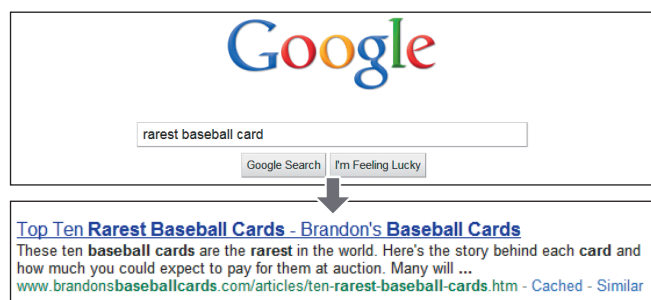 Google
rarest baseball card
Google Search I'm Feeling Lucky
Top Ten Rarest Baseball Cards - Brandon's Baseball Cards
These ten baseball cards are the rarest in the world. Here's the story behind each card and
how much you could expect to pay for them at auction. Many will ...
www.brandonsbaseballcards.com/articles/ten-rarest-baseball-cards.htm - Cached - Similar